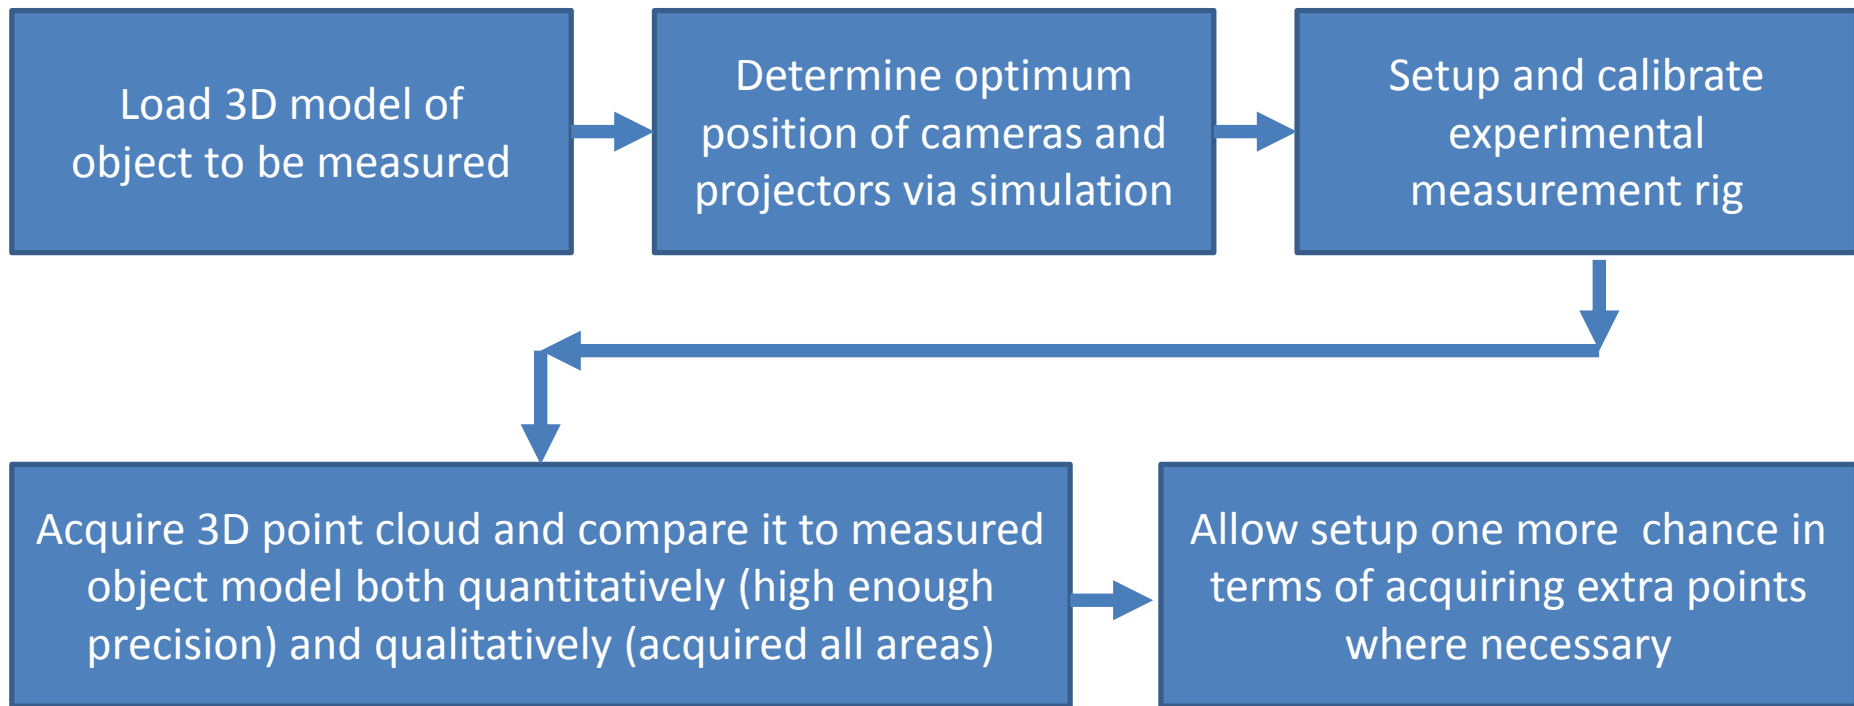 Load 3D model of
object to be measured
Determine optimum
position of cameras and
projectors via simulation
Setup and calibrate
experimental
measurement rig
Acquire 3D point cloud and compare it to measured
object model both quantitatively (high enough
precision) and qualitatively (acquired all areas)
Allow setup one more  chance in
terms of acquiring extra points
where necessary